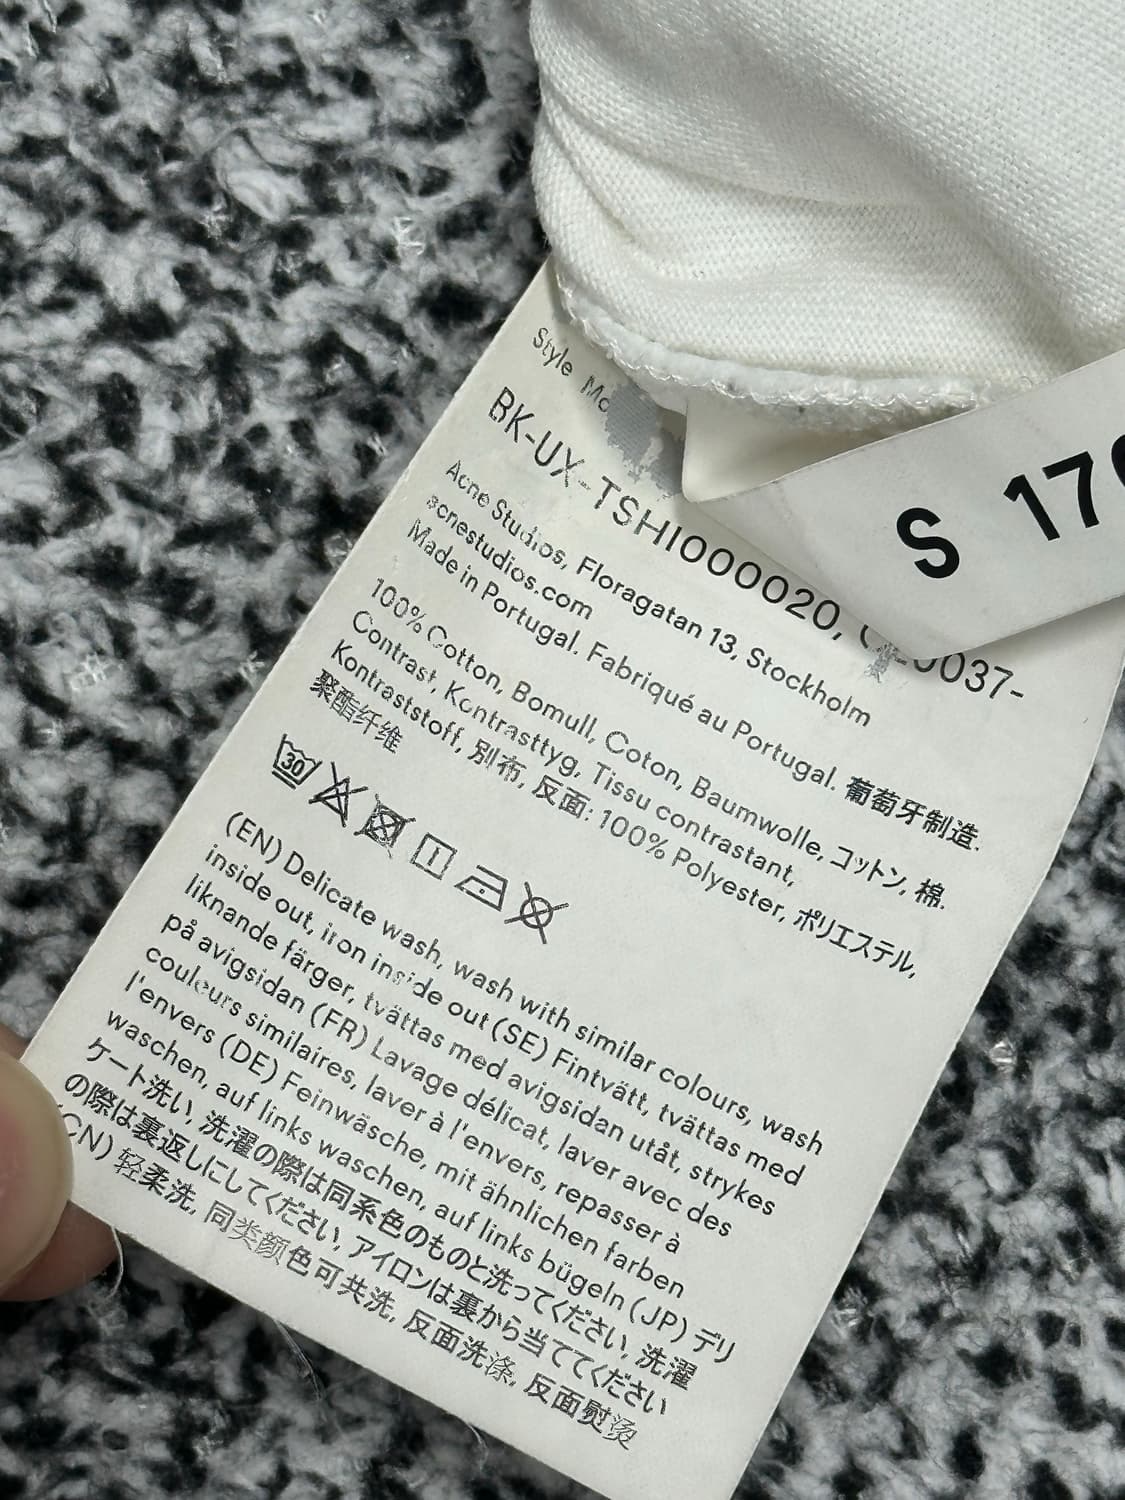 Style
BK-UX-TSHI000020, 0037-
Acne Studios, Floragatan 13, Stockholm
acnestudios.com
Made in Portugal. Fabriqué au Portugal. 葡萄牙制造.
100% Cotton, Bomull, Coton, Baumwolle, コットン, 棉.
Contrast, Kontrasttyg, Tissu contrastant,
Kontraststoff, 別布, 反面: 100% Polyester, ポリエステル,
聚酯纤维
30
(EN) Delicate wash, wash with similar colours, wash
inside out, iron inside out (SE) Fintvätt, tvättas med
liknande färger, tvättas med avigsidan utåt, strykes
på avigsidan (FR) Lavage délicat, laver avec des
couleurs similaires, laver à l'envers, repasser à
l'envers (DE) Feinwäsche, mit ähnlichen farben
waschen, auf links waschen, auf links bügeln (JP) デリ
ケート洗い, 洗濯の際は同系色のものと洗ってください, 洗濯
の際は裏返しにしてください, アイロンは裏から当ててください
(CN) 轻柔洗, 同类颜色可共洗, 反面洗涤, 反面熨烫
S 17